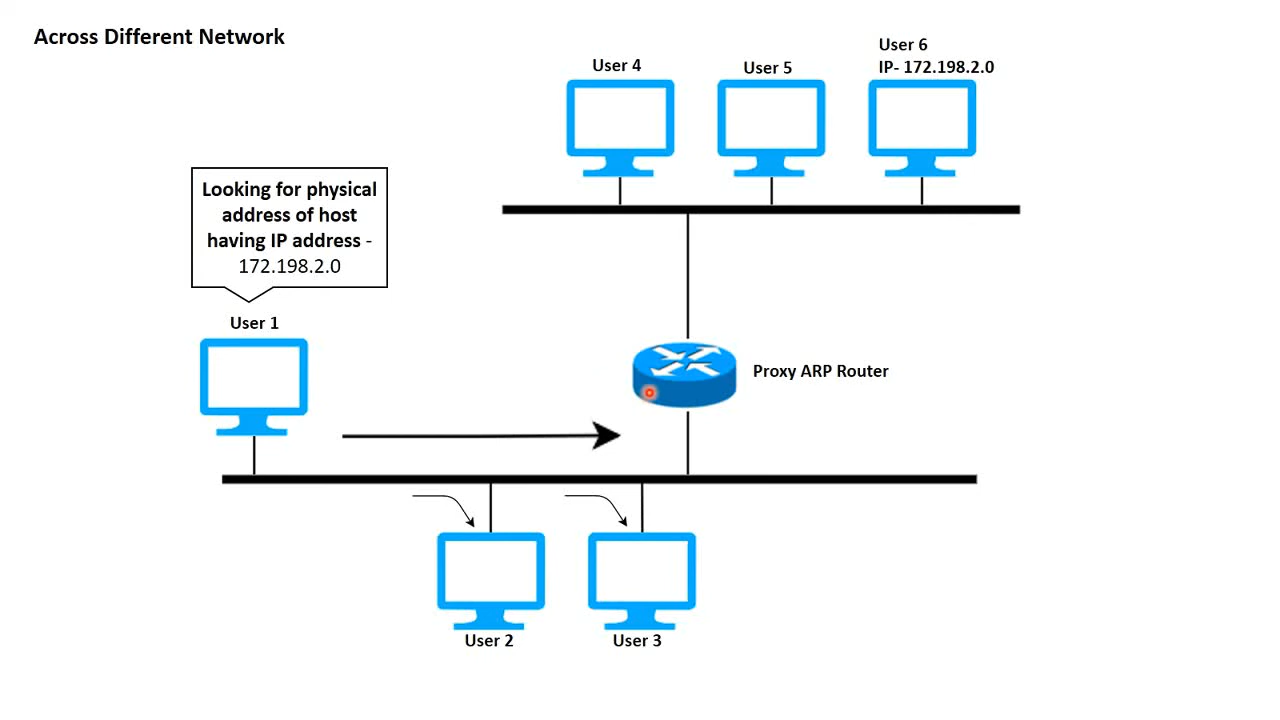 Across Different Network
User 4
User 5
User 6
IP- 172.198.2.0
Looking for physical
address of host
having IP address -
172.198.2.0
User 1
Proxy ARP Router
User 2
User 3